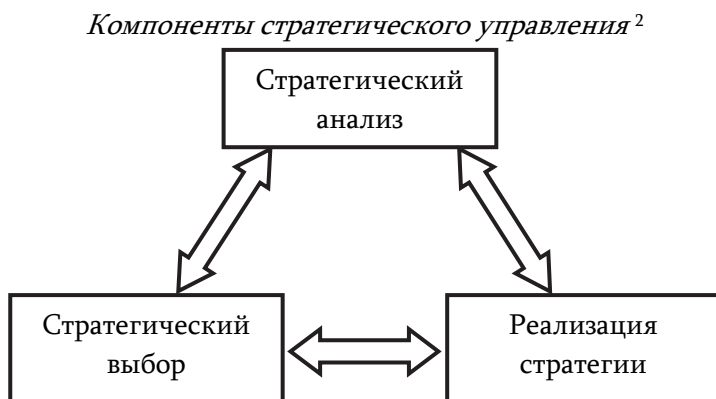 Компоненты стратегического управления ²
Стратегический
анализ
Стратегический
выбор
Реализация
стратегии